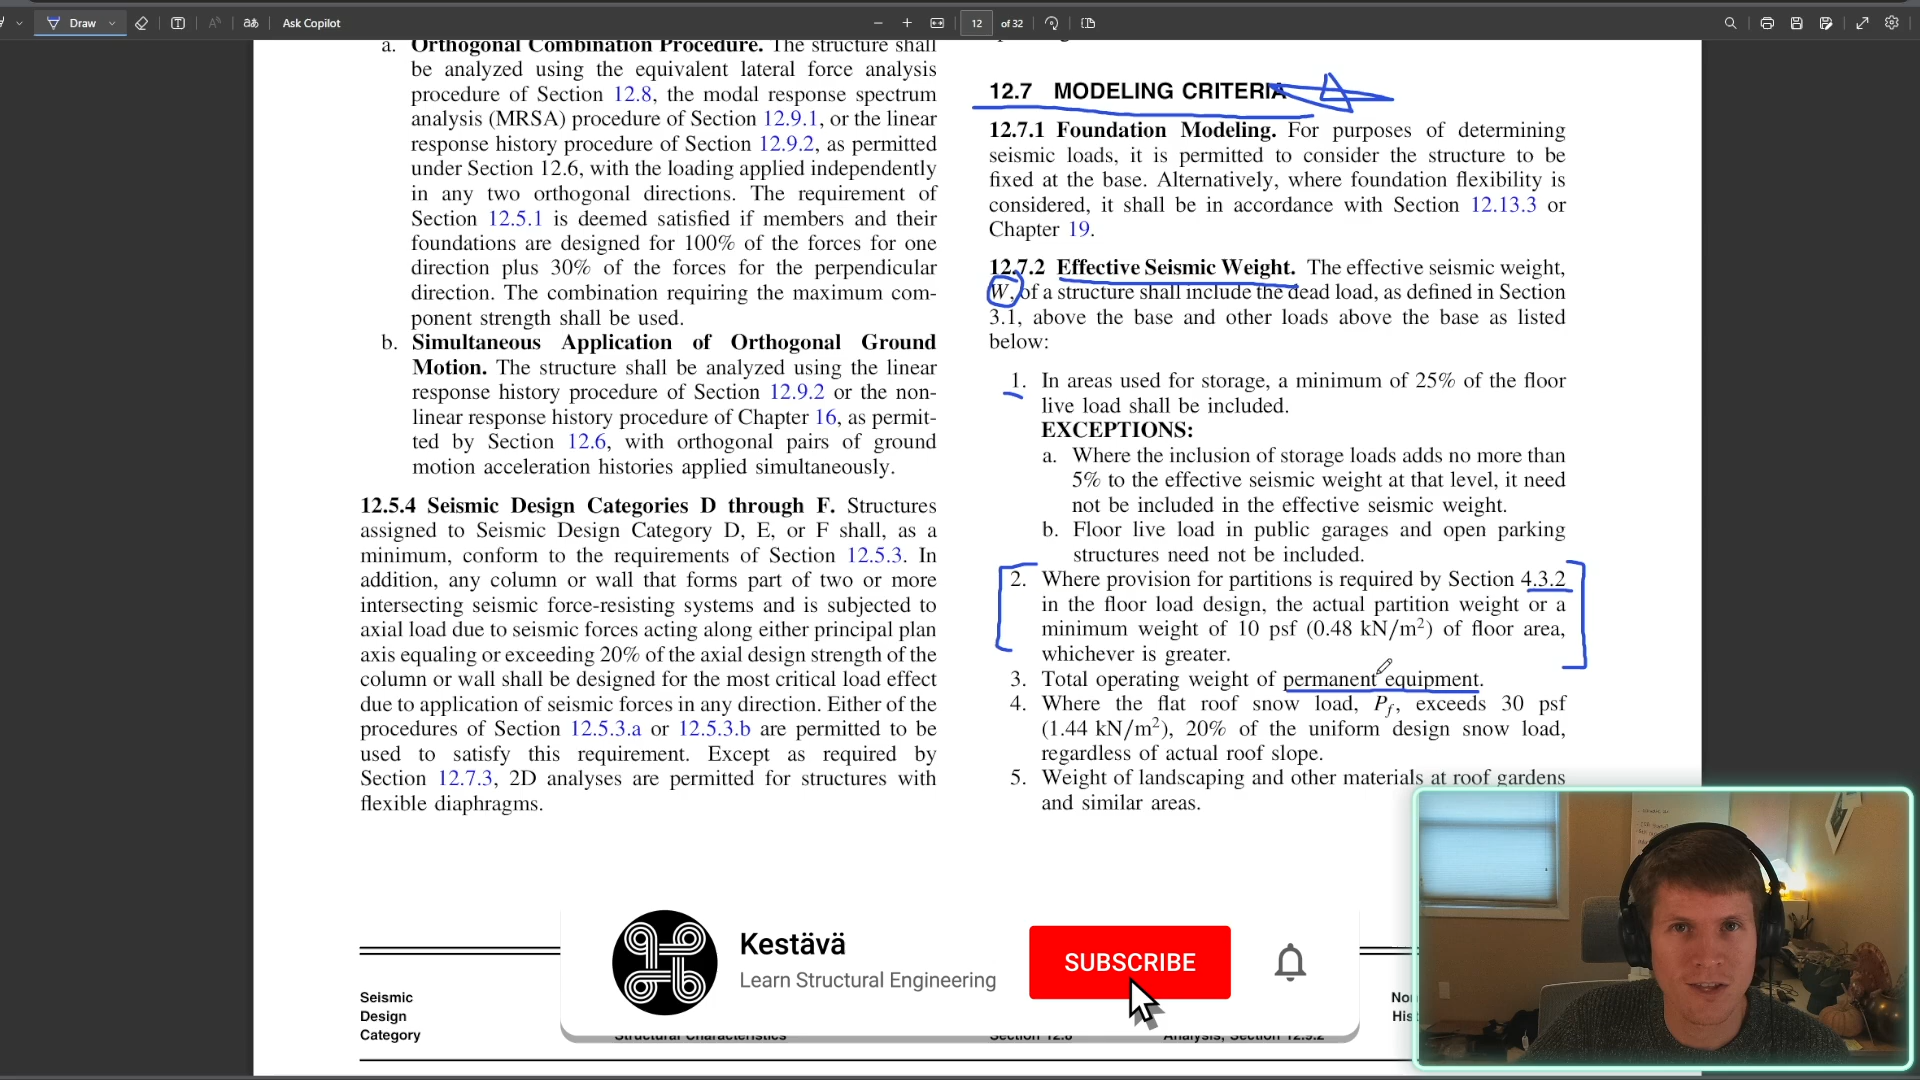 Draw
Ask Copilot
12
of 32
a. Orthogonal Combination Procedure. The structure shall
be analyzed using the equivalent lateral force analysis
procedure of Section 12.8, the modal response spectrum
analysis (MRSA) procedure of Section 12.9.1, or the linear
response history procedure of Section 12.9.2, as permitted
under Section 12.6, with the loading applied independently
in any two orthogonal directions. The requirement of
Section 12.5.1 is deemed satisfied if members and their
foundations are designed for 100% of the forces for one
direction plus 30% of the forces for the perpendicular
direction. The combination requiring the maximum com-
ponent strength shall be used.
b. Simultaneous Application of Orthogonal Ground
Motion. The structure shall be analyzed using the linear
response history procedure of Section 12.9.2 or the non-
linear response history procedure of Chapter 16, as permit-
ted by Section 12.6, with orthogonal pairs of ground
motion acceleration histories applied simultaneously.
12.5.4 Seismic Design Categories D through F. Structures
assigned to Seismic Design Category D, E, or F shall, as a
minimum, conform to the requirements of Section 12.5.3. In
addition, any column or wall that forms part of two or more
intersecting seismic force-resisting systems and is subjected to
axial load due to seismic forces acting along either principal plan
axis equaling or exceeding 20% of the axial design strength of the
column or wall shall be designed for the most critical load effect
due to application of seismic forces in any direction. Either of the
procedures of Section 12.5.3.a or 12.5.3.b are permitted to be
used to satisfy this requirement. Except as required by
Section 12.7.3, 2D analyses are permitted for structures with
flexible diaphragms.
12.7 MODELING CRITERIA
12.7.1 Foundation Modeling. For purposes of determining
seismic loads, it is permitted to consider the structure to be
fixed at the base. Alternatively, where foundation flexibility is
considered, it shall be in accordance with Section 12.13.3 or
Chapter 19.
12.7.2 Effective Seismic Weight. The effective seismic weight,
W, of a structure shall include the dead load, as defined in Section
3.1, above the base and other loads above the base as listed
below:
1. In areas used for storage, a minimum of 25% of the floor
live load shall be included.
EXCEPTIONS:
a. Where the inclusion of storage loads adds no more than
5% to the effective seismic weight at that level, it need
not be included in the effective seismic weight.
b. Floor live load in public garages and open parking
structures need not be included.
2. Where provision for partitions is required by Section 4.3.2
in the floor load design, the actual partition weight or a
minimum weight of 10 psf (0.48 kN/m²) of floor area,
whichever is greater.
3. Total operating weight of permanent equipment.
4. Where the flat roof snow load, Pf, exceeds 30 psf
(1.44 kN/m²), 20% of the uniform design snow load,
regardless of actual roof slope.
5. Weight of landscaping and other materials at roof gardens
and similar areas.
Kestävä
Learn Structural Engineering
SUBSCRIBE
Seismic
Design
Category
Structural Characteristics
Section 12.8
Analysis, Section 12.9.2